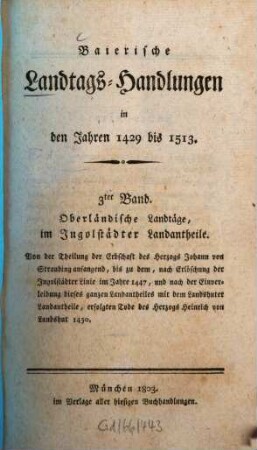 Baierische
Landtags-Handlungen
in
den Jahren 1429 bis 1513.
3ter Band.
Oberländische Landtäge,
im Ingolstädter Landantheile.
Von der Theilung der Erbschaft des Herzogs Johann von
Straubing anfangend, bis zu dem, nach Erlöschung der
Ingolstädter Linie im Jahre 1447, und nach der Einver-
leibung dieses ganzen Landantheiles mit dem Landshuter
Landantheile, erfolgten Tode des Herzogs Heinrich von
Landshut 1450.
München 1803.
im Verlage aller hiesigen Buchhandlungen.